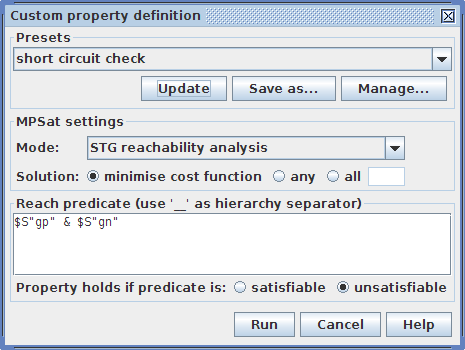 Custom property definition
Presets
short circuit check
Update Save as... Manage...
MPSat settings
Mode: STG reachability analysis
Solution: minimise cost function any all
Reach predicate (use '__' as hierarchy separator)
$S"gp" & $S"gn"
Property holds if predicate is: satisfiable unsatisfiable
Run Cancel Help